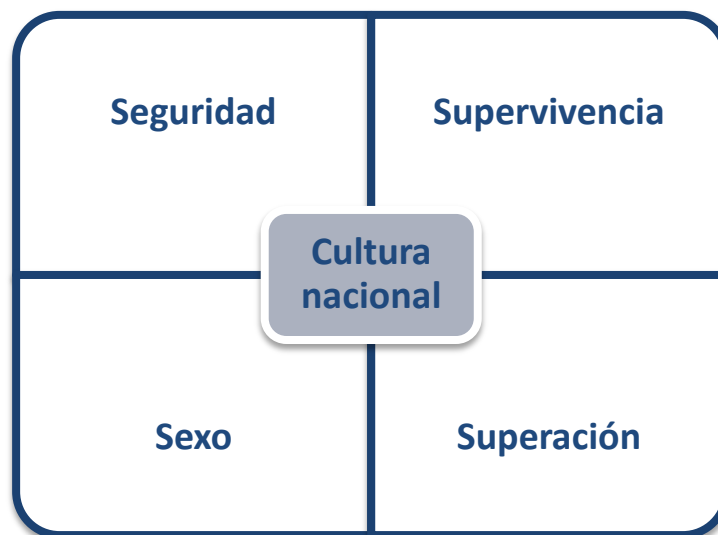 Seguridad
Supervivencia
Cultura
nacional
Sexo
Superación